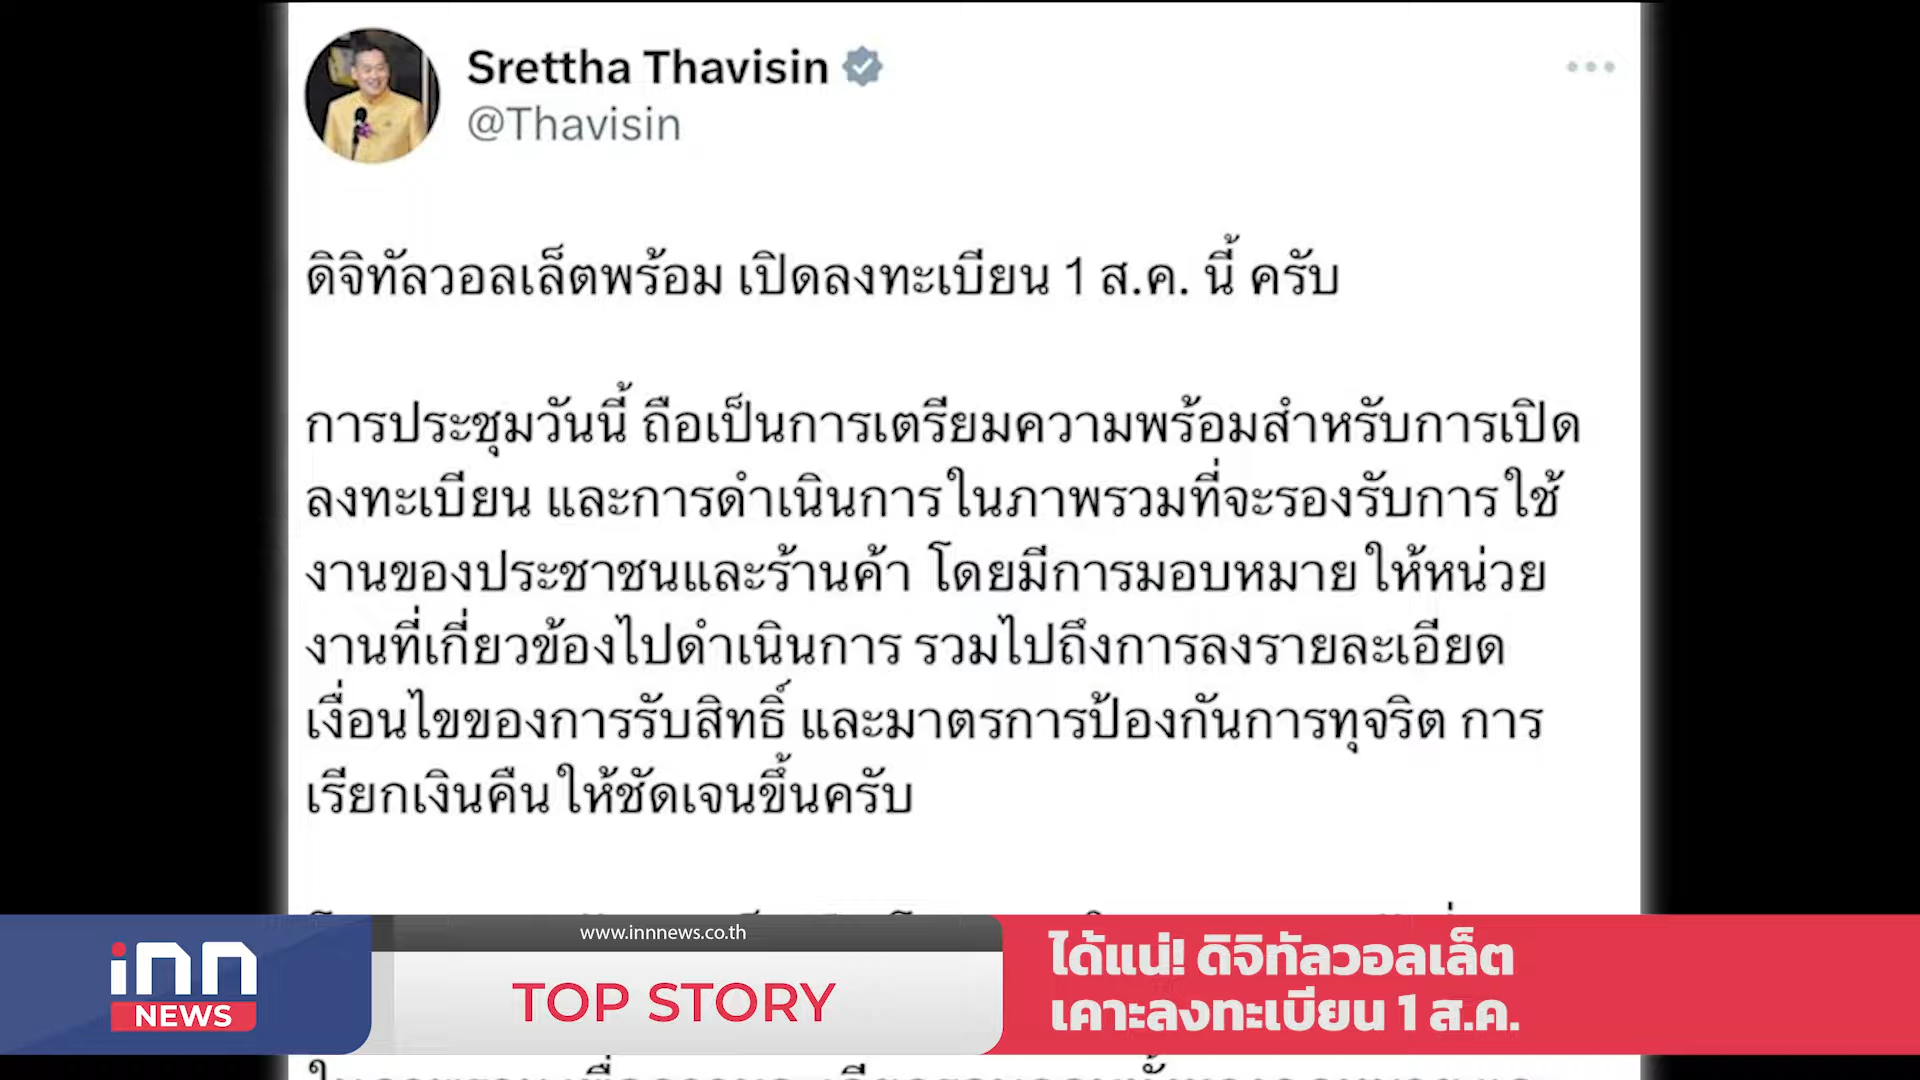 Srettha Thavisin
@Thavisin
ดิจิทัลวอลเล็ตพร้อม เปิดลงทะเบียน 1 ส.ค. นี้ ครับ
การประชุมวันนี้ ถือเป็นการเตรียมความพร้อมสำหรับการเปิด
ลงทะเบียน และการดำเนินการในภาพรวมที่จะรองรับการใช้
งานของประชาชนและร้านค้า โดยมีการมอบหมายให้หน่วย
งานที่เกี่ยวข้องไปดำเนินการ รวมไปถึงการลงรายละเอียด
เงื่อนไขของการรับสิทธิ์ และมาตรการป้องกันการทุจริต การ
เรียกเงินคืนให้ชัดเจนขึ้นครับ
inn
NEWS
www.innnews.co.th
TOP STORY
ได้แน่! ดิจิทัลวอลเล็ต
เคาะลงทะเบียน 1 ส.ค.